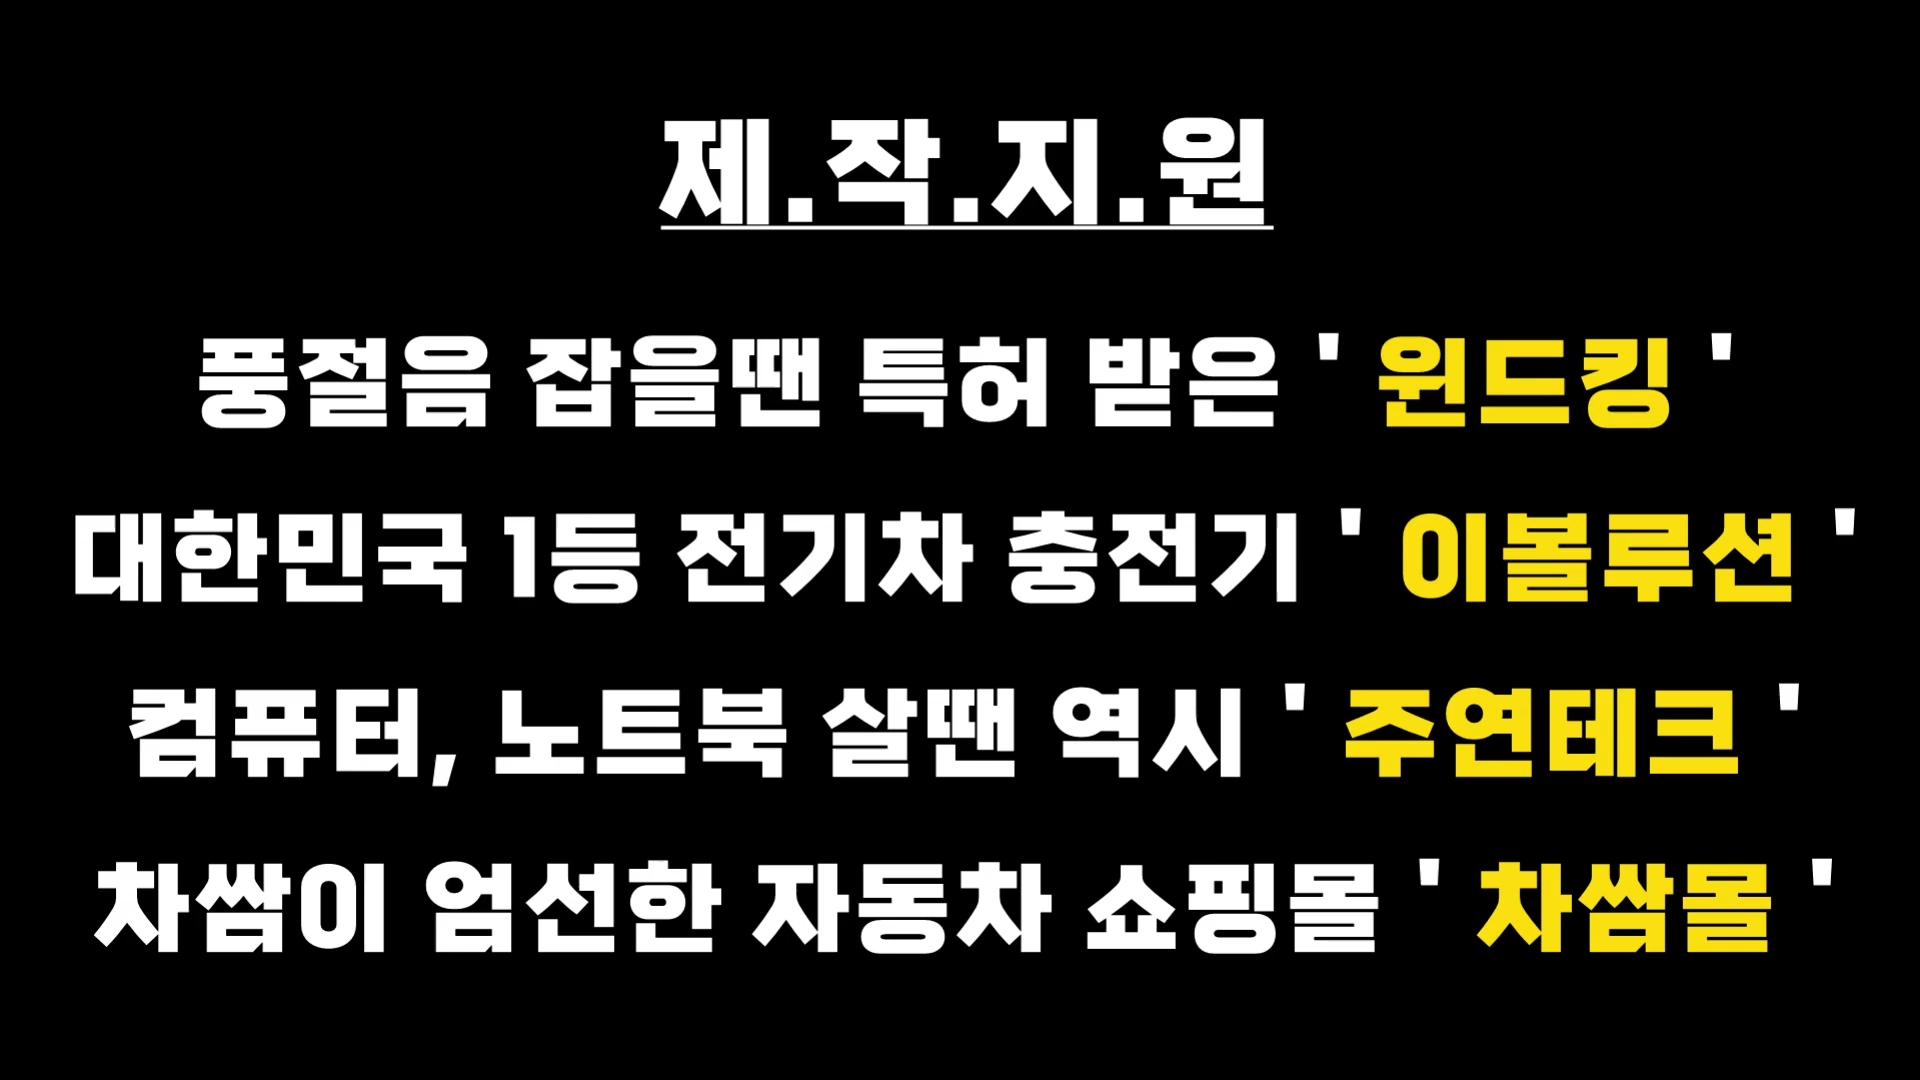 제.작.지.원
풍절음 잡을땐 특허 받은 '윈드킹 '
대한민국 1등 전기차 충전기 ' 이볼루션 '
컴퓨터, 노트북 살땐 역시 ' 주연테크 '
차쌈이 엄선한 자동차 쇼핑몰 ' 차쌈몰 '